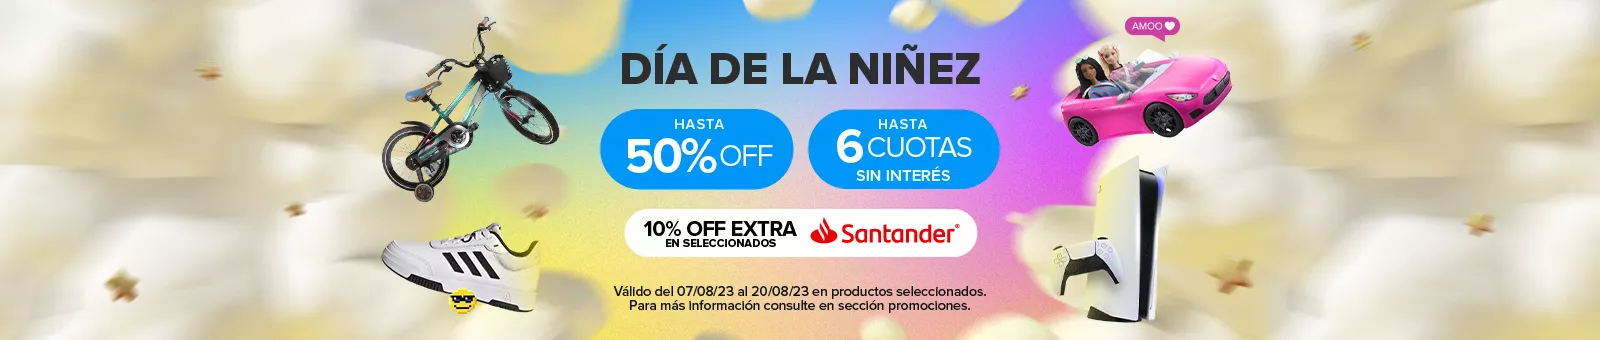 AMOO
DÍA DE LA NIÑEZ
HASTA
50% OFF
HASTA
6 CUOTAS
SIN INTERÉS
10% OFF EXTRA
EN SELECCIONADOS
Santander®
Válido del 07/08/23 al 20/08/23 en productos seleccionados.
Para más información consulte en sección promociones.